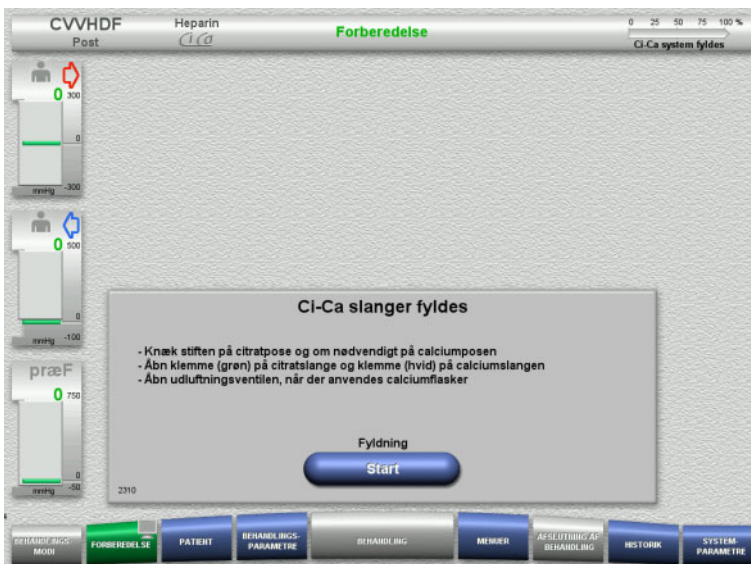 CVVHDF
Post
Heparin
Ci Ca
Forberedelse
0 25 50 75 100 %
Ci-Ca system fyldes
0
300
0
mmHg -300
0
500
0
mmHg -100
præF
0
750
0
mmHg -50
Ci-Ca slanger fyldes
- Knæk stiften på citratpose og om nødvendigt på calciumposen
- Åbn klemme (grøn) på citratslange og klemme (hvid) på calciumslangen
- Åbn udluftningsventilen, når der anvendes calciumflasker
Fyldning
Start
2310
BEHANDLINGS-
MODI
FORBEREDELSE
PATIENT
BEHANDLINGS-
PARAMETRE
BEHANDLING
MENUER
AFSLUTNING AF
BEHANDLING
HISTORIK
SYSTEM-
PARAMETRE